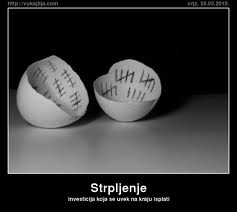 http://vukajlija.com
crjz, 25.03.2010.
Strpljenje
Investicija koja se uvek na kraju isplati